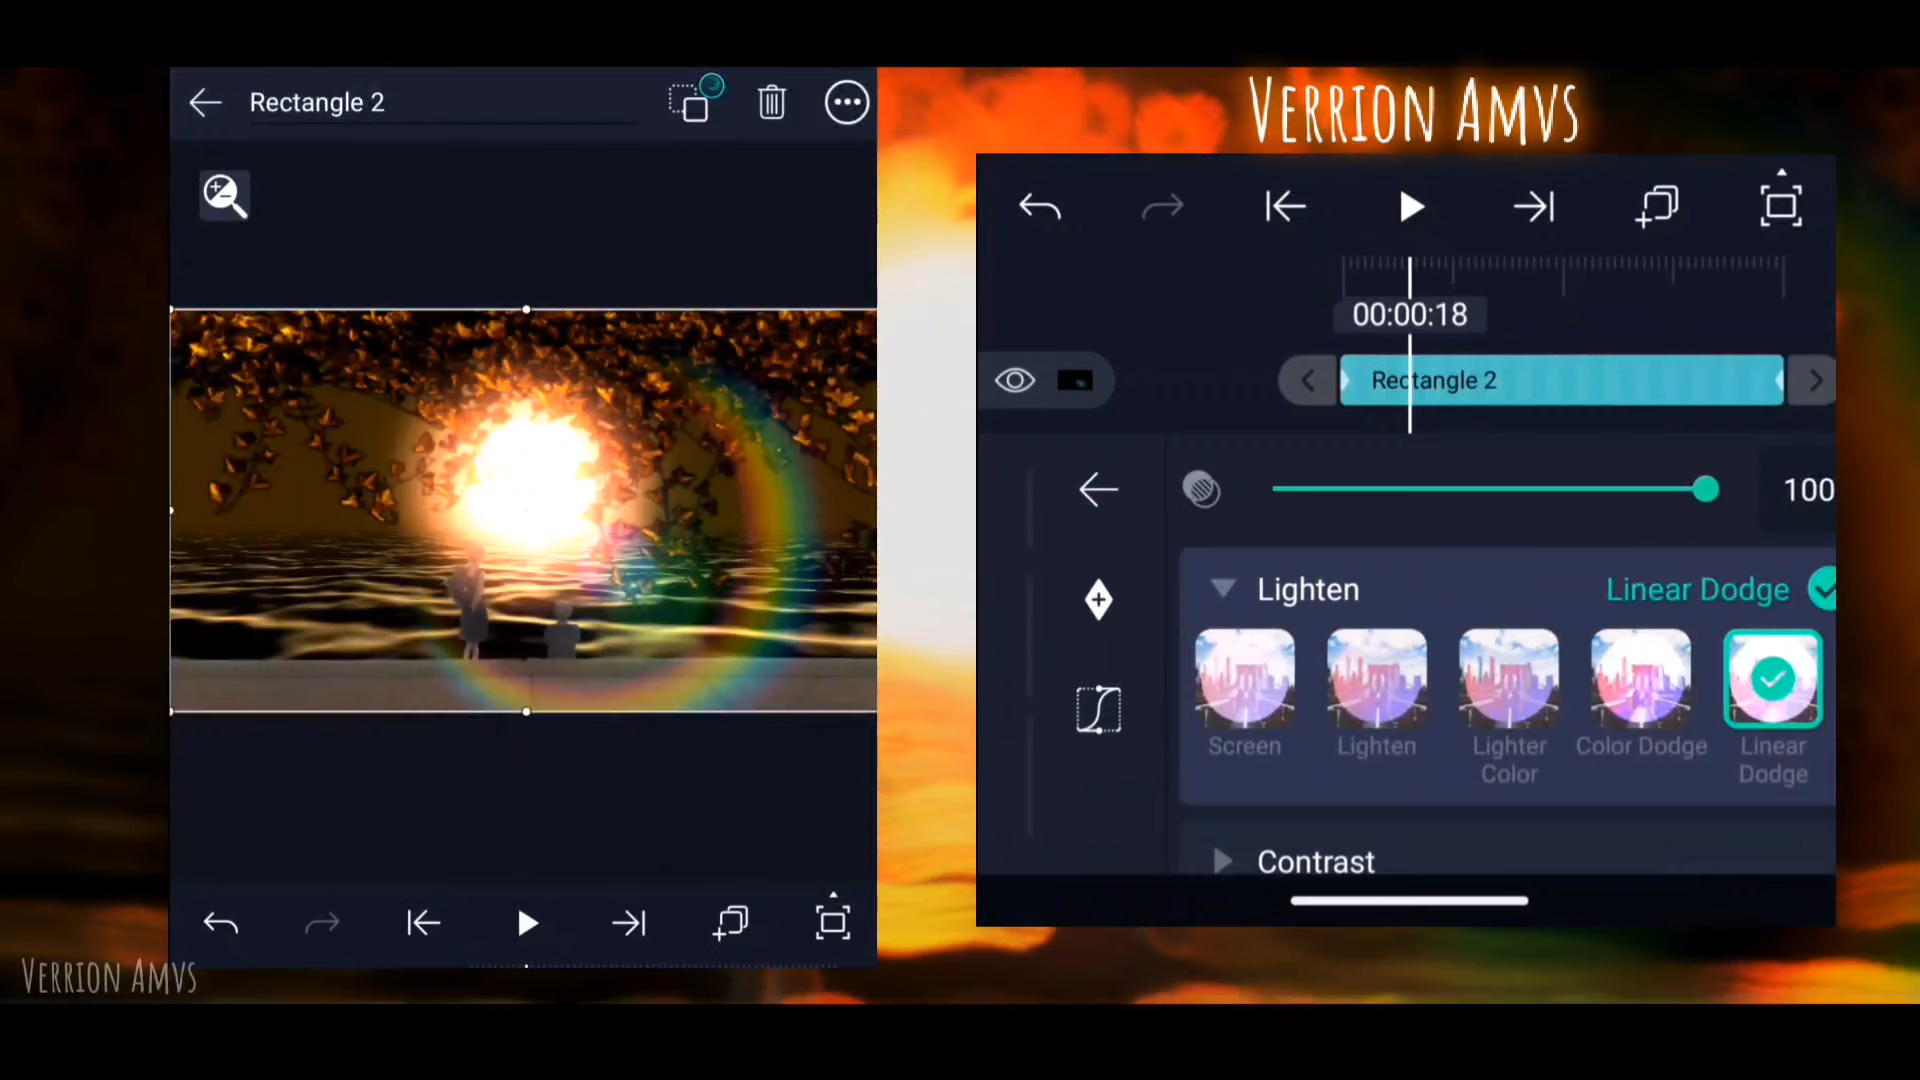 Rectangle 2
VERRION AMVS
00:00:18
Rectangle 2
100
Lighten
Linear Dodge
Screen
Lighten
Lighter
Color
Color Dodge
Linear
Dodge
Contrast
VERRION AMVS